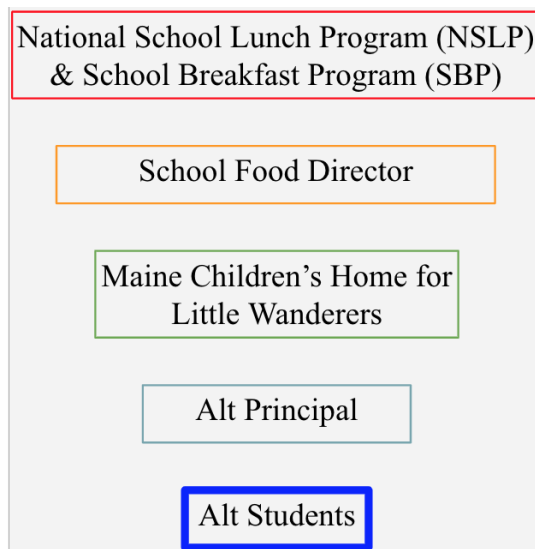 National School Lunch Program (NSLP)
& School Breakfast Program (SBP)
School Food Director
Maine Children’s Home for
Little Wanderers
Alt Principal
Alt Students